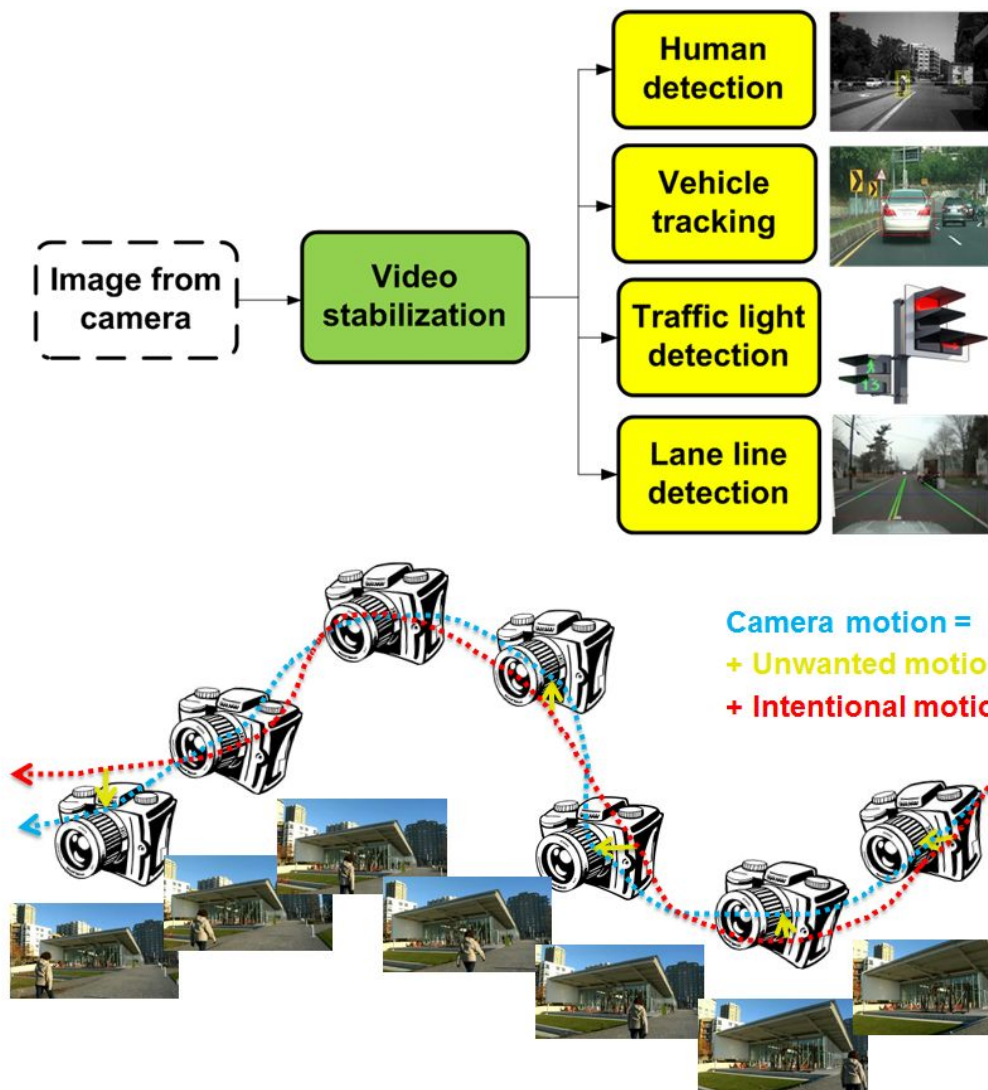 Human
detection
Vehicle
tracking
Image from
camera
Video
stabilization
Traffic light
detection
13
Lane line
detection
Camera motion =
+ Unwanted motio
+ Intentional motio